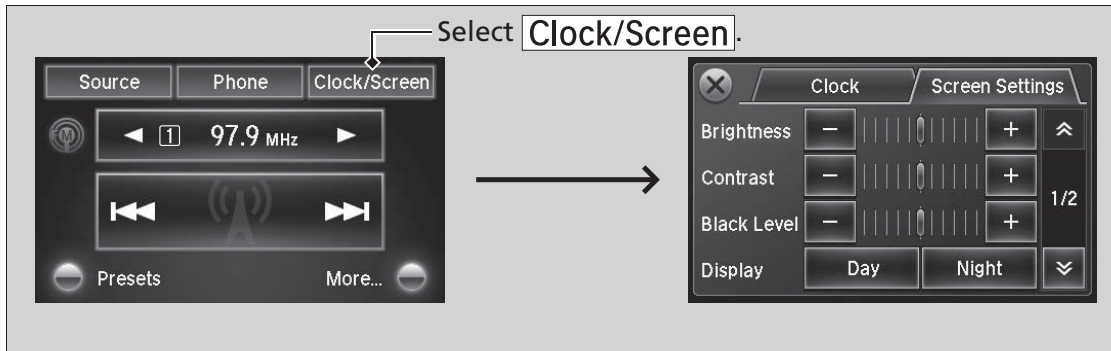 Select Clock/Screen.
Source Phone Clock/Screen
FM
1 97.9 MHz
Presets More...
Clock Screen Settings
Brightness − +
Contrast − +
1/2
Black Level − +
Display Day Night